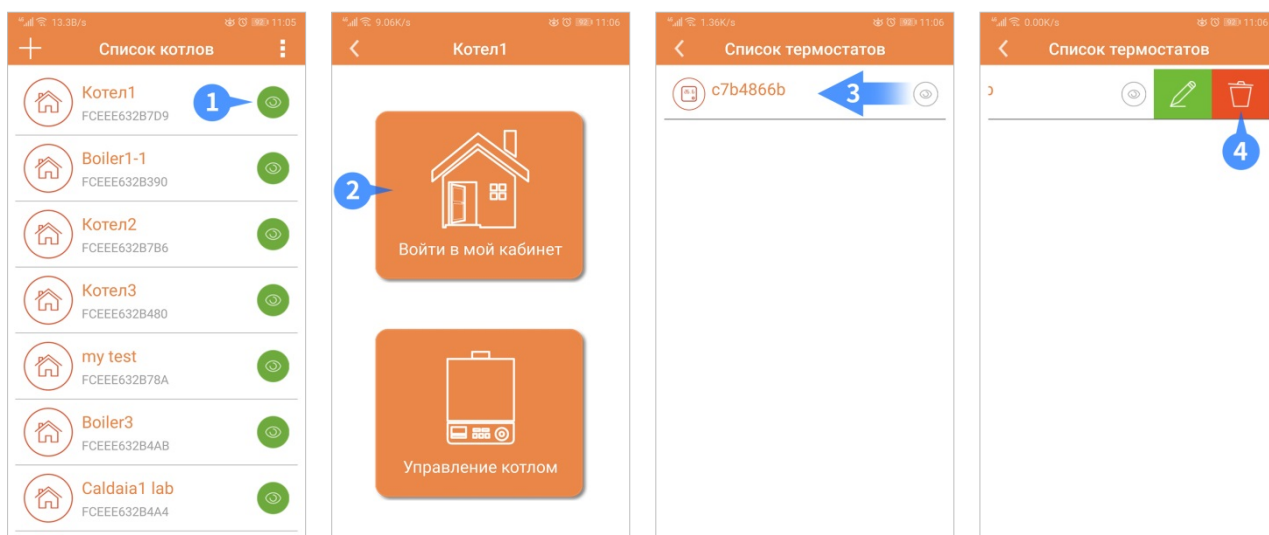 13.3B/s 98 11:05
Список котлов
Котел1
FCEEE632B7D9
1
Boiler1-1
FCEEE632B390
Котел2
FCEEE632B7B6
Котел3
FCEEE632B480
my test
FCEEE632B78A
Boiler3
FCEEE632B4AB
Caldaia1 lab
FCEEE632B4A4
9.06K/s 11:06
Котел1
2
Войти в мой кабинет
Управление котлом
1.36K/s 11:06
Список термостатов
c7b4866b
3
0.00K/s 11:06
Список термостатов
4